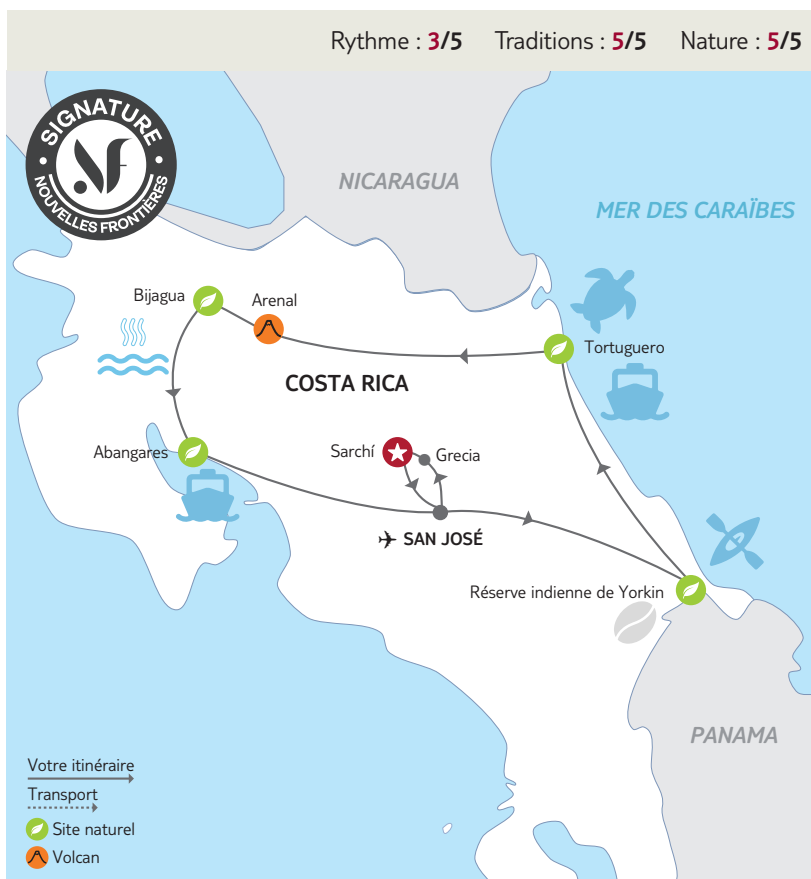 Rythme : 3/5 Traditions : 5/5 Nature : 5/5
SIGNATURE
NF
NOUVELLES FRONTIÈRES
NICARAGUA
MER DES CARAÏBES
Bijagua
Arenal
Tortuguero
COSTA RICA
Abangares
Sarchí
Grecia
SAN JOSÉ
Réserve indienne de Yorkin
PANAMA
Votre itinéraire
Transport
Site naturel
Volcan